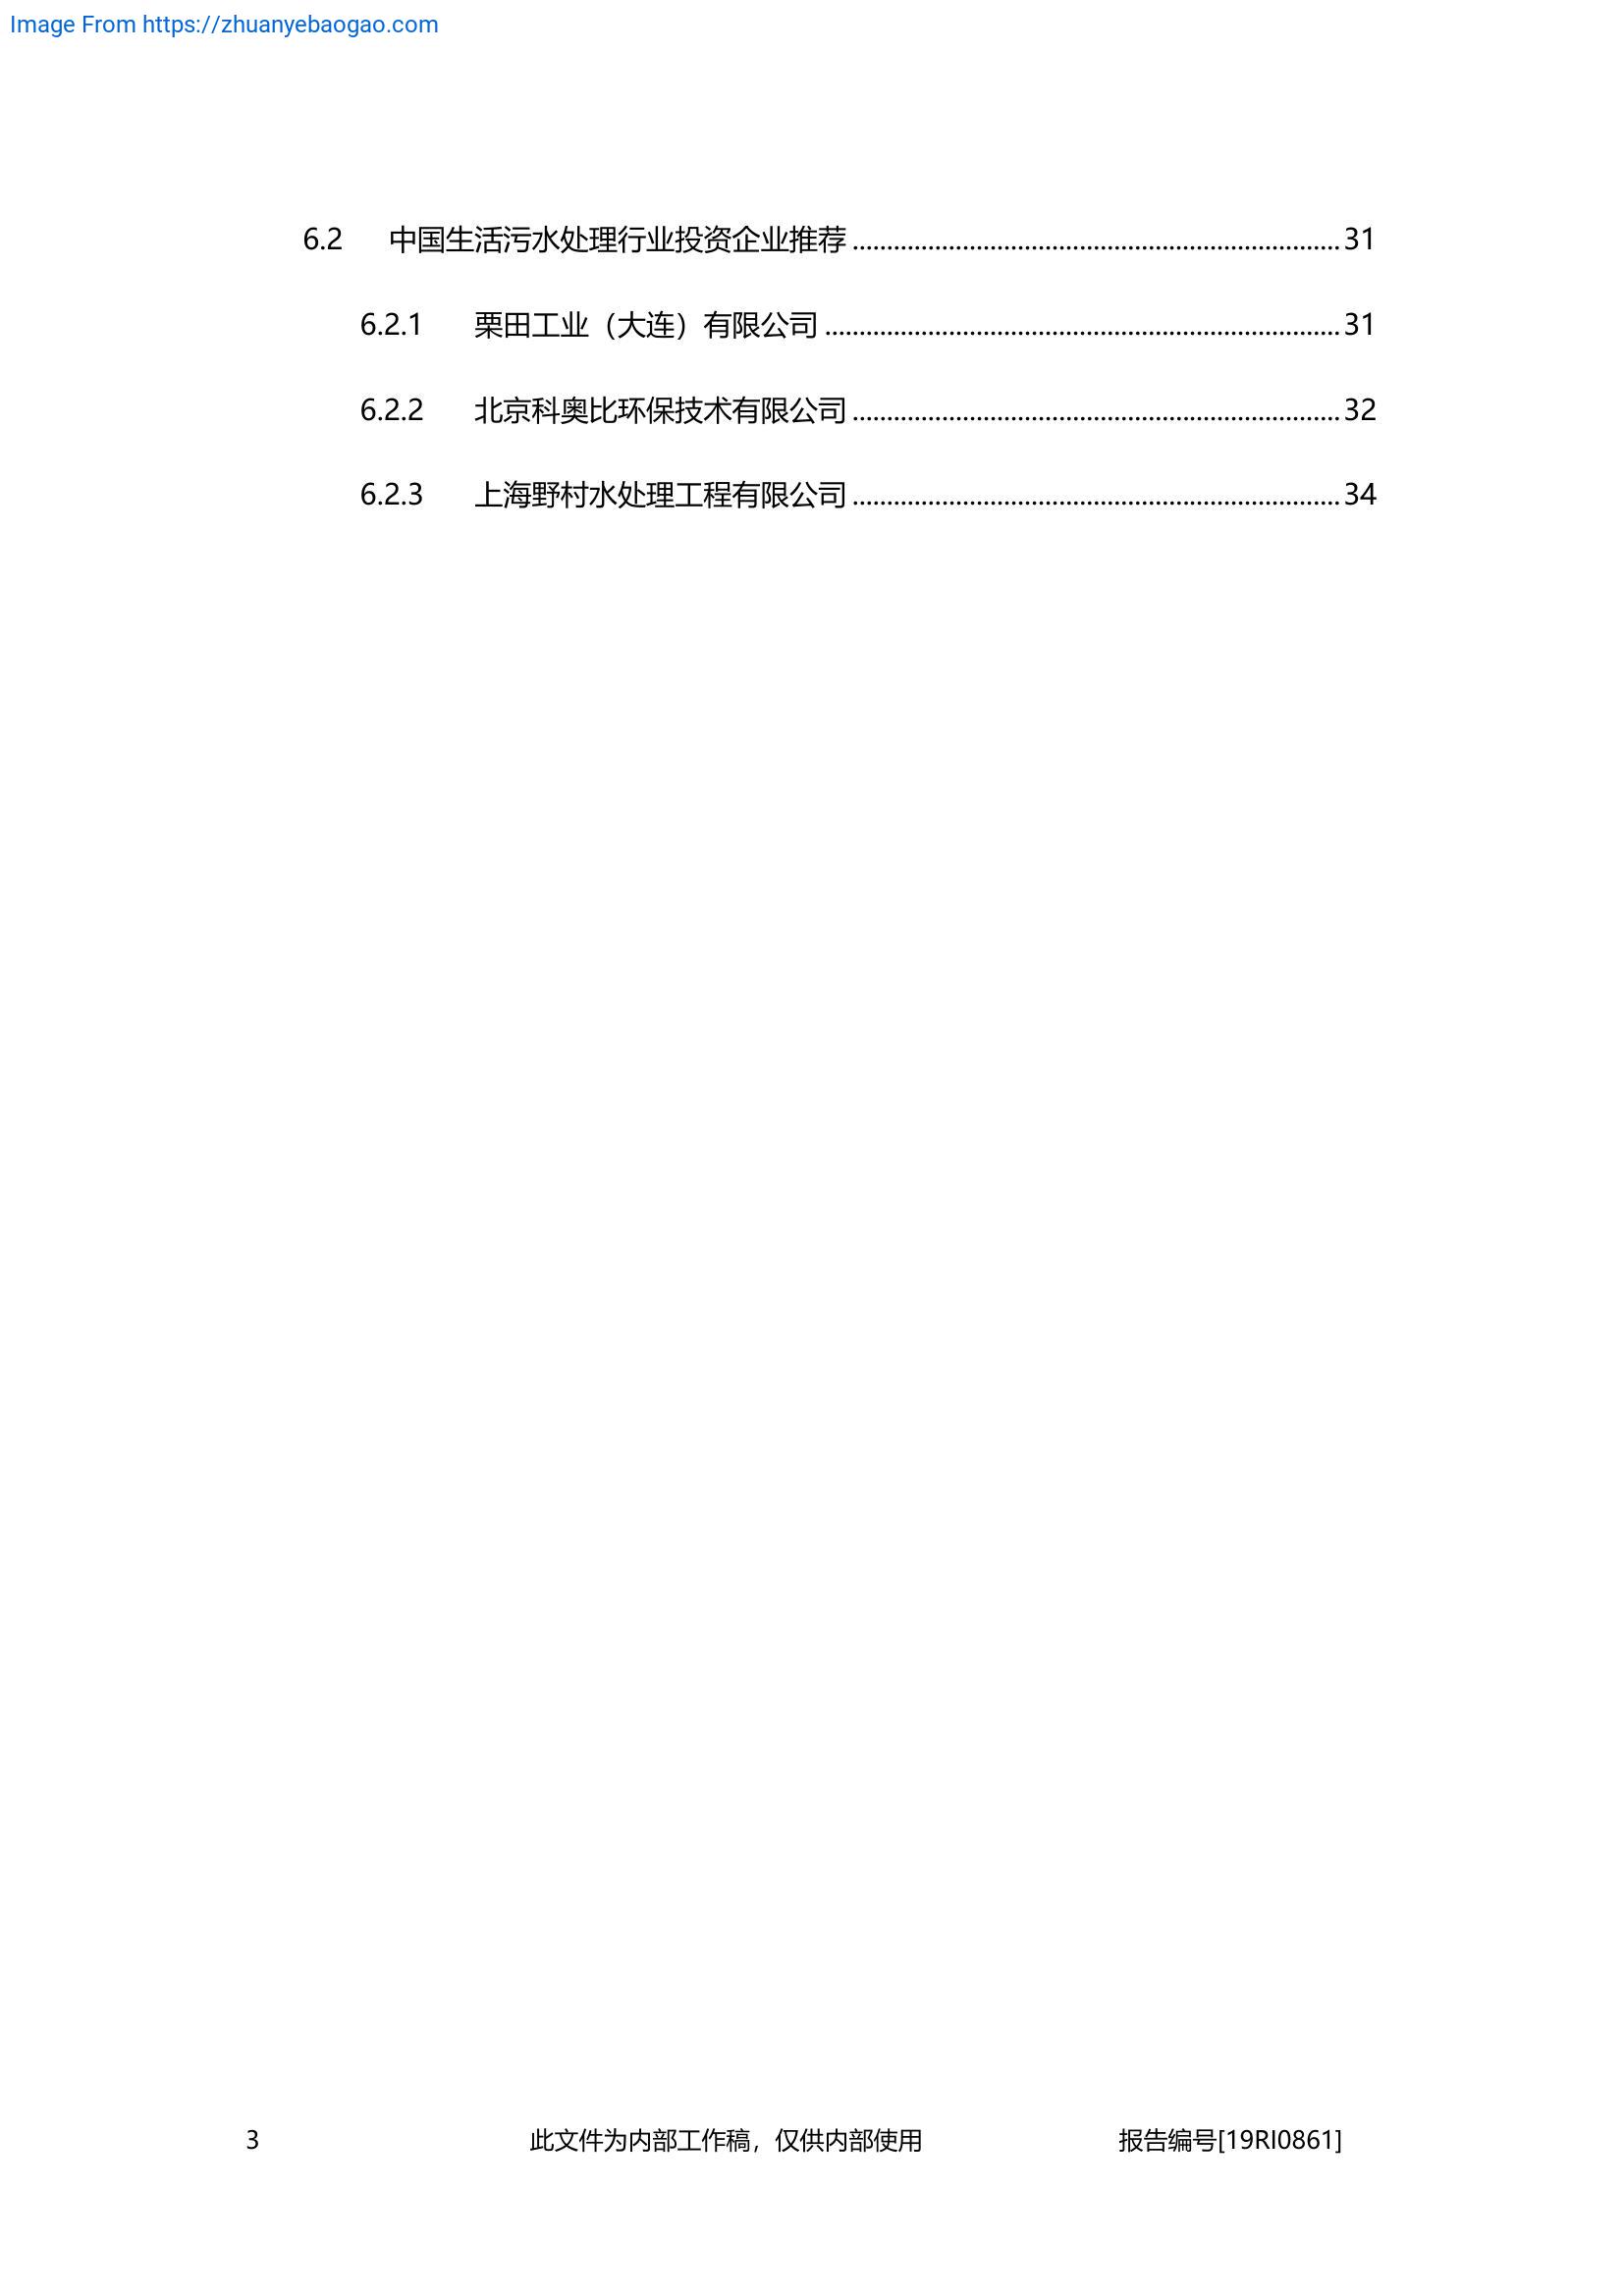 Image From https://zhuanyebaogao.com
6.2 中国生活污水处理行业投资企业推荐 ........................................ 31
6.2.1 栗田工业（大连）有限公司 ........................................ 31
6.2.2 北京科奥比环保技术有限公司 ........................................ 32
6.2.3 上海野村水处理工程有限公司 ........................................ 34
3 此文件为内部工作稿，仅供内部使用 报告编号[19RI0861]